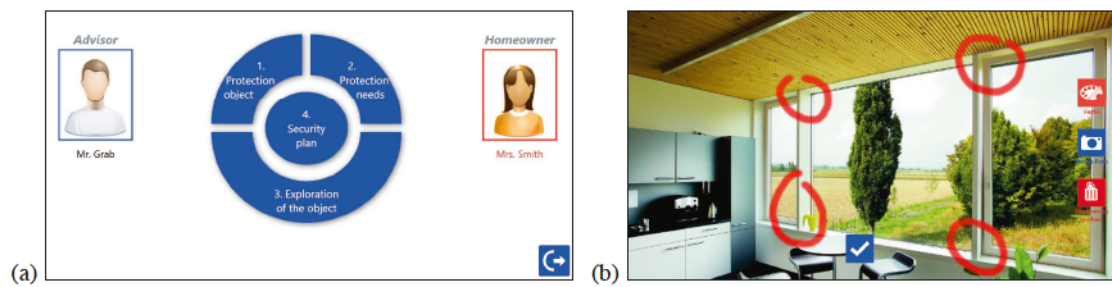 Advisor
Homeowner
1.
Protection
object
2.
Protection
needs
4.
Security
plan
Mr. Grab
Mrs. Smith
3. Exploration
of the object
(a)
(b)